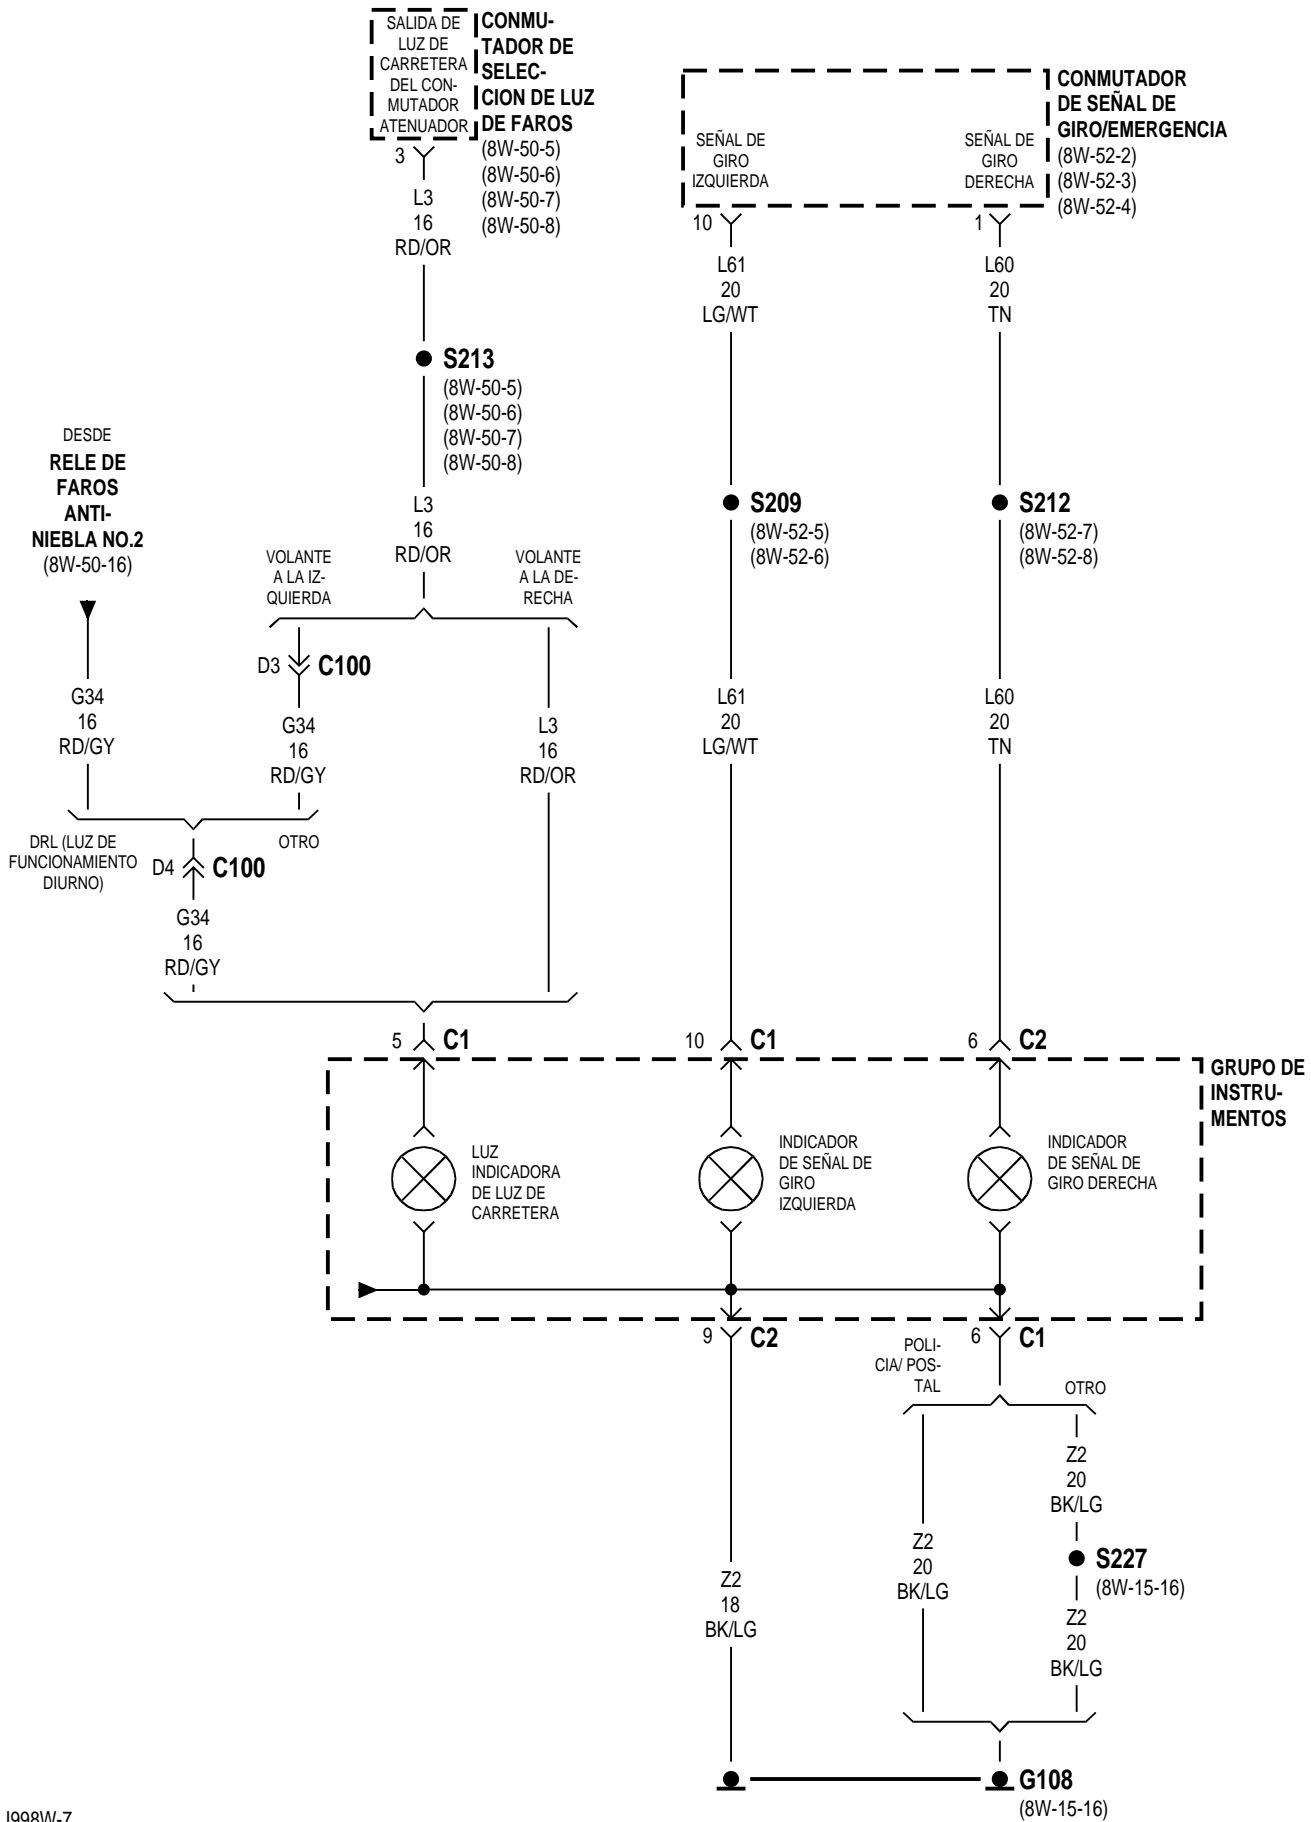 SALIDA DE
LUZ DE
CARRETERA
DEL CON-
MUTADOR
ATENUADOR
CONMU-
TADOR DE
SELEC-
CION DE LUZ
DE FAROS
(8W-50-5)
(8W-50-6)
(8W-50-7)
(8W-50-8)
3
L3
16
RD/OR
SEÑAL DE
GIRO
IZQUIERDA
SEÑAL DE
GIRO
DERECHA
CONMUTADOR
DE SEÑAL DE
GIRO/EMERGENCIA
(8W-52-2)
(8W-52-3)
(8W-52-4)
10
L61
20
LG/WT
1
L60
20
TN
S213
(8W-50-5)
(8W-50-6)
(8W-50-7)
(8W-50-8)
L3
16
RD/OR
DESDE
RELE DE
FAROS
ANTI-
NIEBLA NO.2
(8W-50-16)
S209
(8W-52-5)
(8W-52-6)
S212
(8W-52-7)
(8W-52-8)
VOLANTE
A LA IZ-
QUIERDA
VOLANTE
A LA DE-
RECHA
D3
C100
G34
16
RD/GY
G34
16
RD/GY
L3
16
RD/OR
L61
20
LG/WT
L60
20
TN
DRL (LUZ DE
FUNCIONAMIENTO
DIURNO)
OTRO
D4
C100
G34
16
RD/GY
5
C1
10
C1
6
C2
GRUPO DE
INSTRU-
MENTOS
LUZ
INDICADORA
DE LUZ DE
CARRETERA
INDICADOR
DE SEÑAL DE
GIRO
IZQUIERDA
INDICADOR
DE SEÑAL DE
GIRO DERECHA
9
C2
6
C1
POLI-
CIA/ POS-
TAL
OTRO
Z2
20
BK/LG
S227
(8W-15-16)
Z2
20
BK/LG
Z2
20
BK/LG
Z2
18
BK/LG
G108
(8W-15-16)
J998W-7